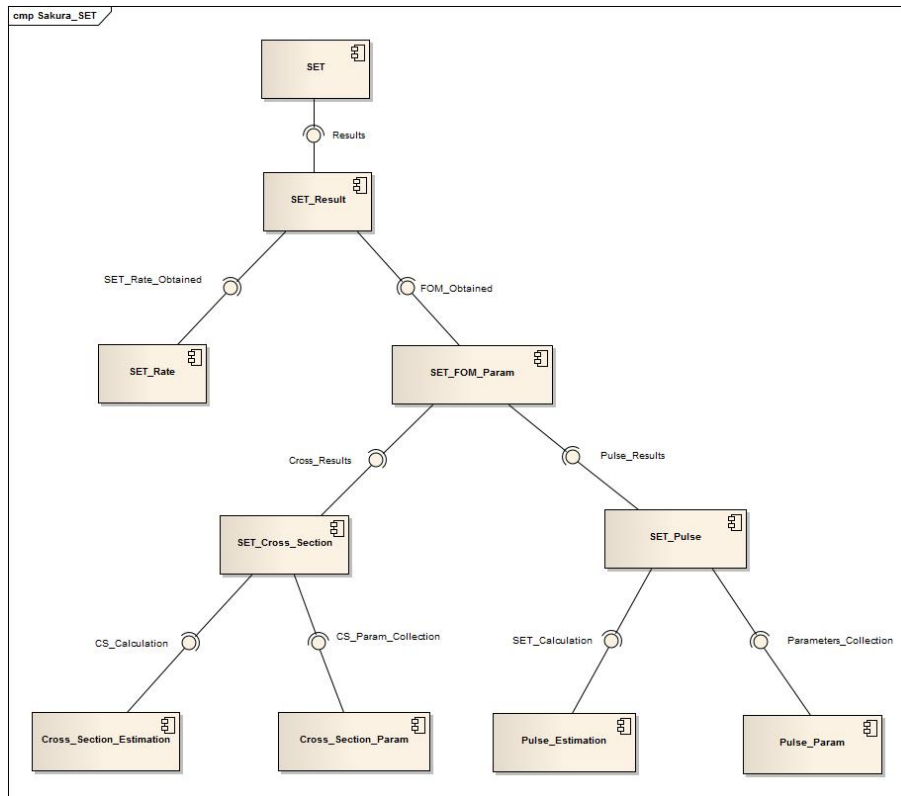 cmp Sakura_SET
SET
Results
SET_Result
SET_Rate_Obtained
FOM_Obtained
SET_Rate
SET_FOM_Param
Cross_Results
Pulse_Results
SET_Cross_Section
SET_Pulse
CS_Calculation
CS_Param_Collection
SET_Calculation
Parameters_Collection
Cross_Section_Estimation
Cross_Section_Param
Pulse_Estimation
Pulse_Param